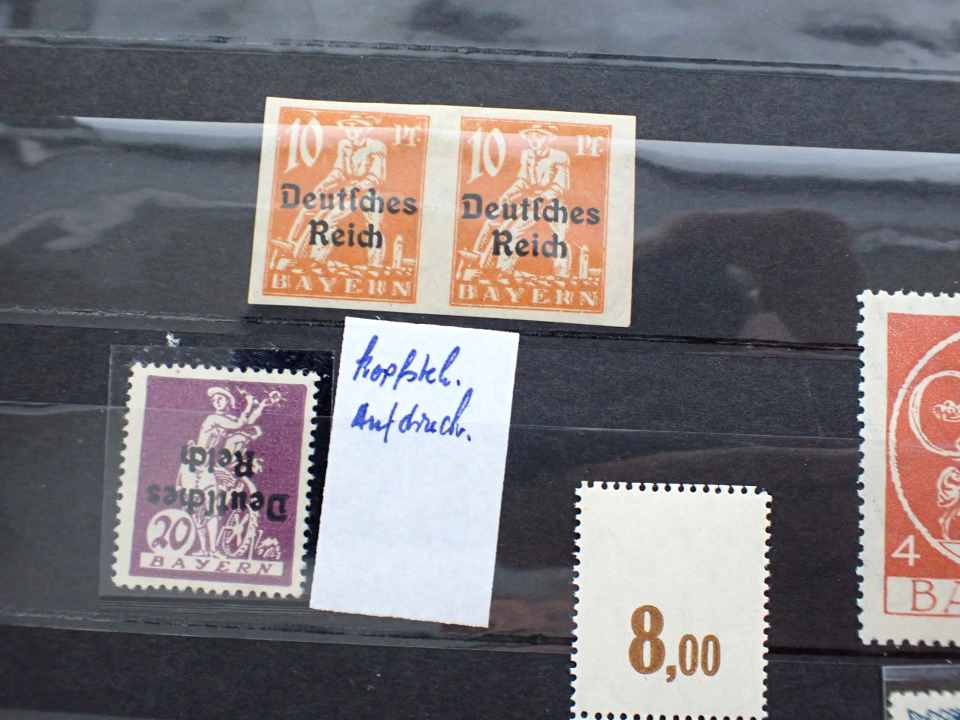 10 Pf. 10 Pf
Deutſches Deutſches
Reich Reich
BAYERN BAYERN
kopfsteh.
Aufdruck.
Deutſches
Reich
20
BAYERN
8,00
4
BA